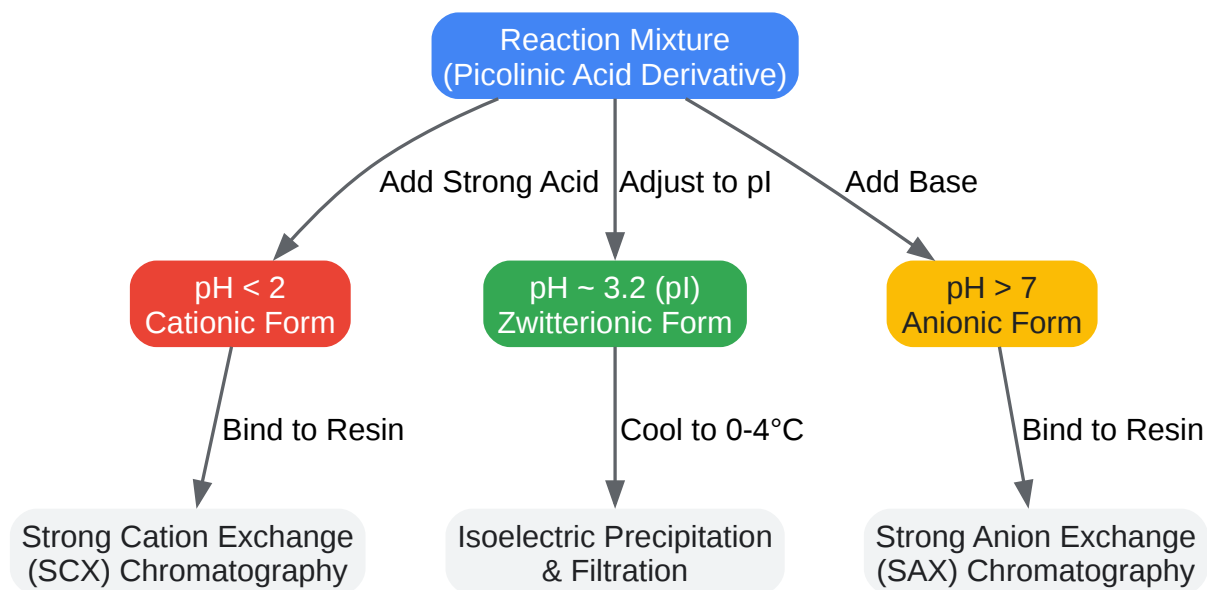 Reaction Mixture
(Picolinic Acid Derivative)
Add Strong Acid
Adjust to pI
Add Base
pH < 2
Cationic Form
pH ~ 3.2 (pI)
Zwitterionic Form
pH > 7
Anionic Form
Bind to Resin
Cool to 0-4°C
Bind to Resin
Strong Cation Exchange
(SCX) Chromatography
Isoelectric Precipitation
& Filtration
Strong Anion Exchange
(SAX) Chromatography